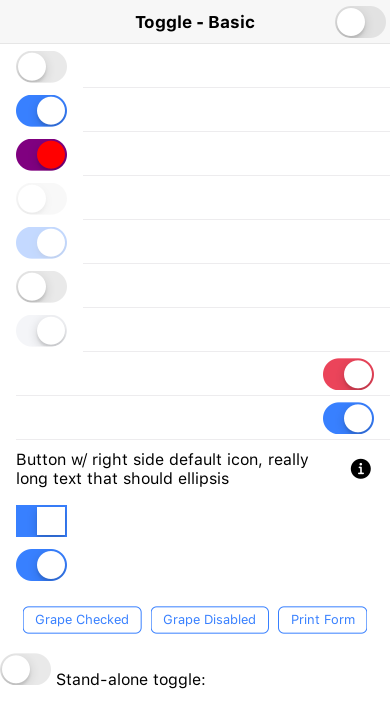 Toggle - Basic
Button w/ right side default icon, really
long text that should ellipsis
Grape Checked
Grape Disabled
Print Form
Stand-alone toggle: